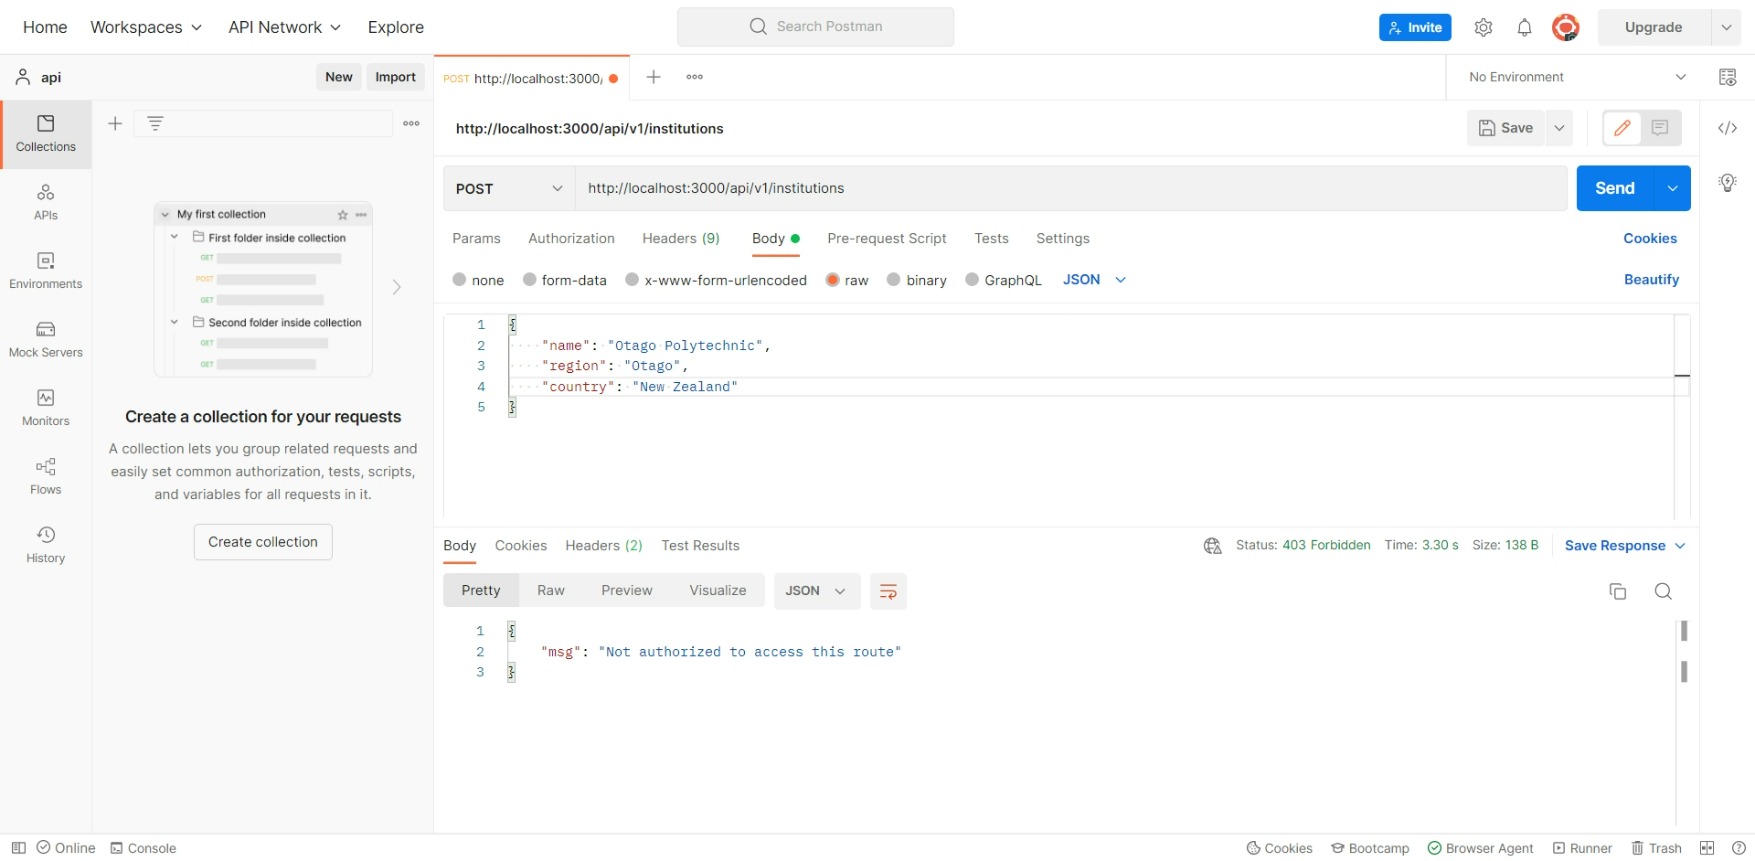 Home Workspaces API Network Explore Search Postman Invite Upgrade
api New Import POST http://localhost:3000/ No Environment
Collections
APIs
Environments
Mock Servers
Monitors
Flows
History
My first collection
First folder inside collection
GET
POST
GET
Second folder inside collection
GET
GET
Create a collection for your requests
A collection lets you group related requests and
easily set common authorization, tests, scripts,
and variables for all requests in it.
Create collection
http://localhost:3000/api/v1/institutions Save
POST http://localhost:3000/api/v1/institutions Send
Params Authorization Headers (9) Body Pre-request Script Tests Settings Cookies
none form-data x-www-form-urlencoded raw binary GraphQL JSON Beautify
1 {
2 "name": "Otago Polytechnic",
3 "region": "Otago",
4 "country": "New Zealand"
5 }
Body Cookies Headers (2) Test Results Status: 403 Forbidden Time: 3.30 s Size: 138 B Save Response
Pretty Raw Preview Visualize JSON
1 {
2 "msg": "Not authorized to access this route"
3 }
Online Console Cookies Bootcamp Browser Agent Runner Trash